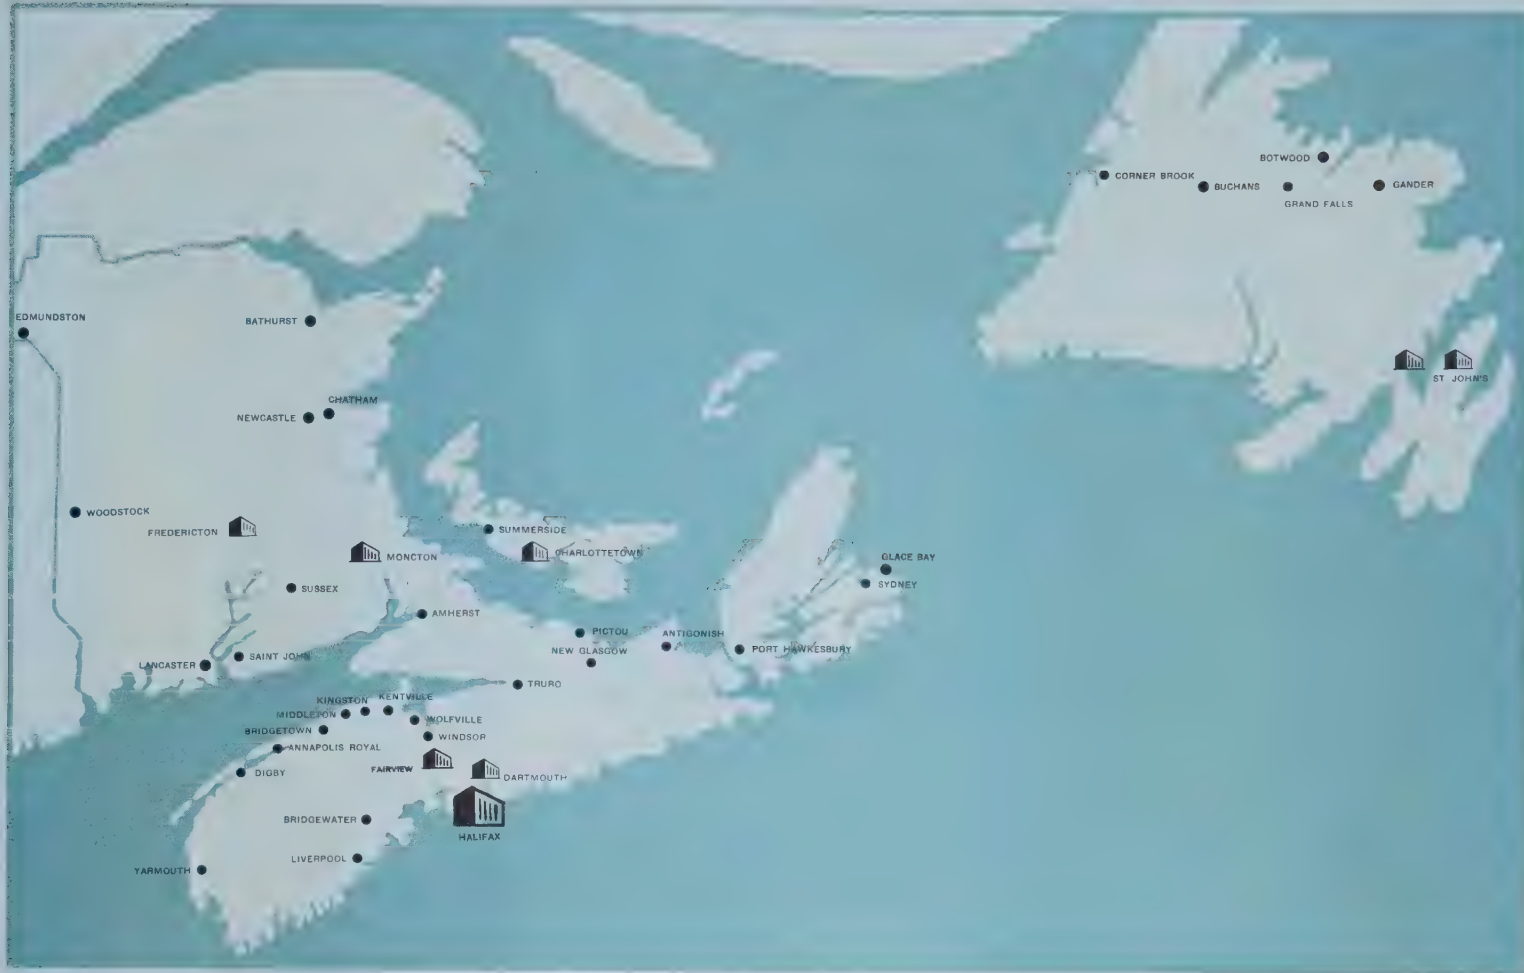 BOTWOOD
CORNER BROOK
BUCHANS
GANDER
GRAND FALLS
EDMUNDSTON
BATHURST
ST JOHN'S
CHATHAM
NEWCASTLE
WOODSTOCK
FREDERICTON
SUMMERSIDE
MONCTON
CHARLOTTETOWN
GLACE BAY
SYDNEY
SUSSEX
AMHERST
PICTOU
ANTIGONISH
NEW GLASGOW
PORT HAWKESBURY
SAINT JOHN
LANCASTER
TRURO
KINGSTON
KENTVILLE
MIDDLETON
WOLFVILLE
BRIDGETOWN
WINDSOR
ANNAPOLIS ROYAL
FAIRVIEW
DIGBY
DARTMOUTH
BRIDGEWATER
HALIFAX
LIVERPOOL
YARMOUTH